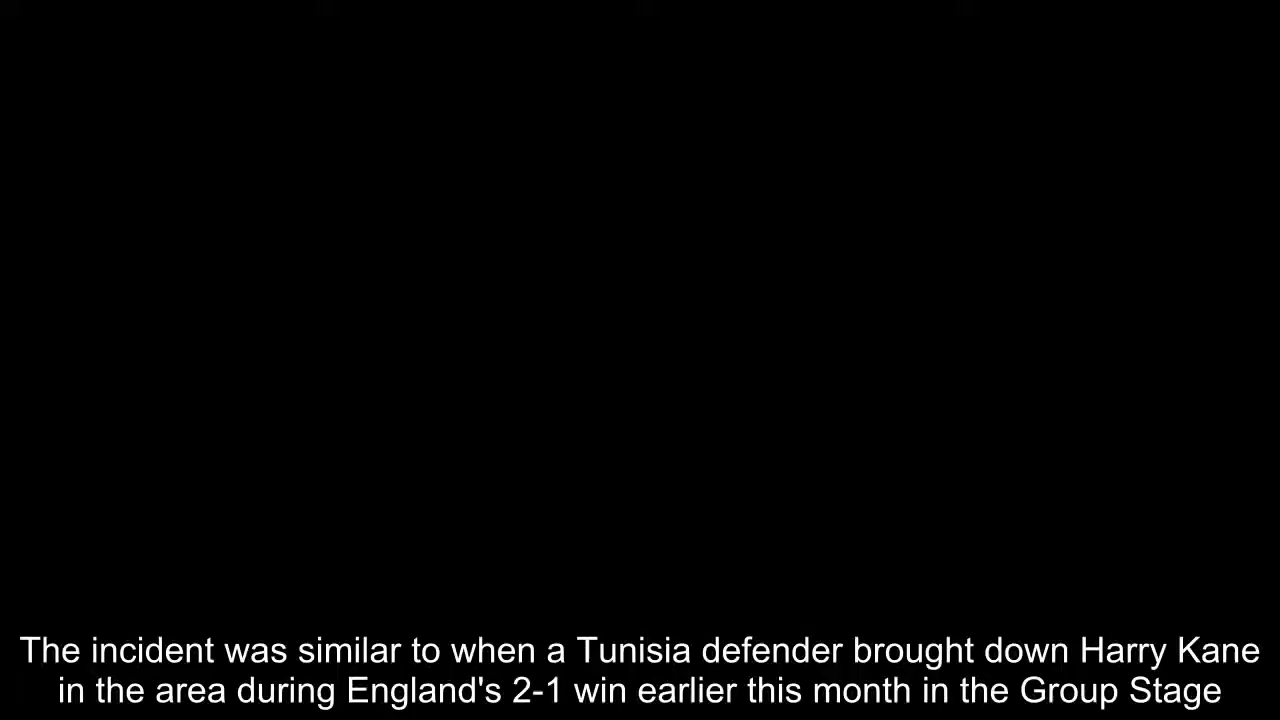 The incident was similar to when a Tunisia defender brought down Harry Kane
in the area during England's 2-1 win earlier this month in the Group Stage